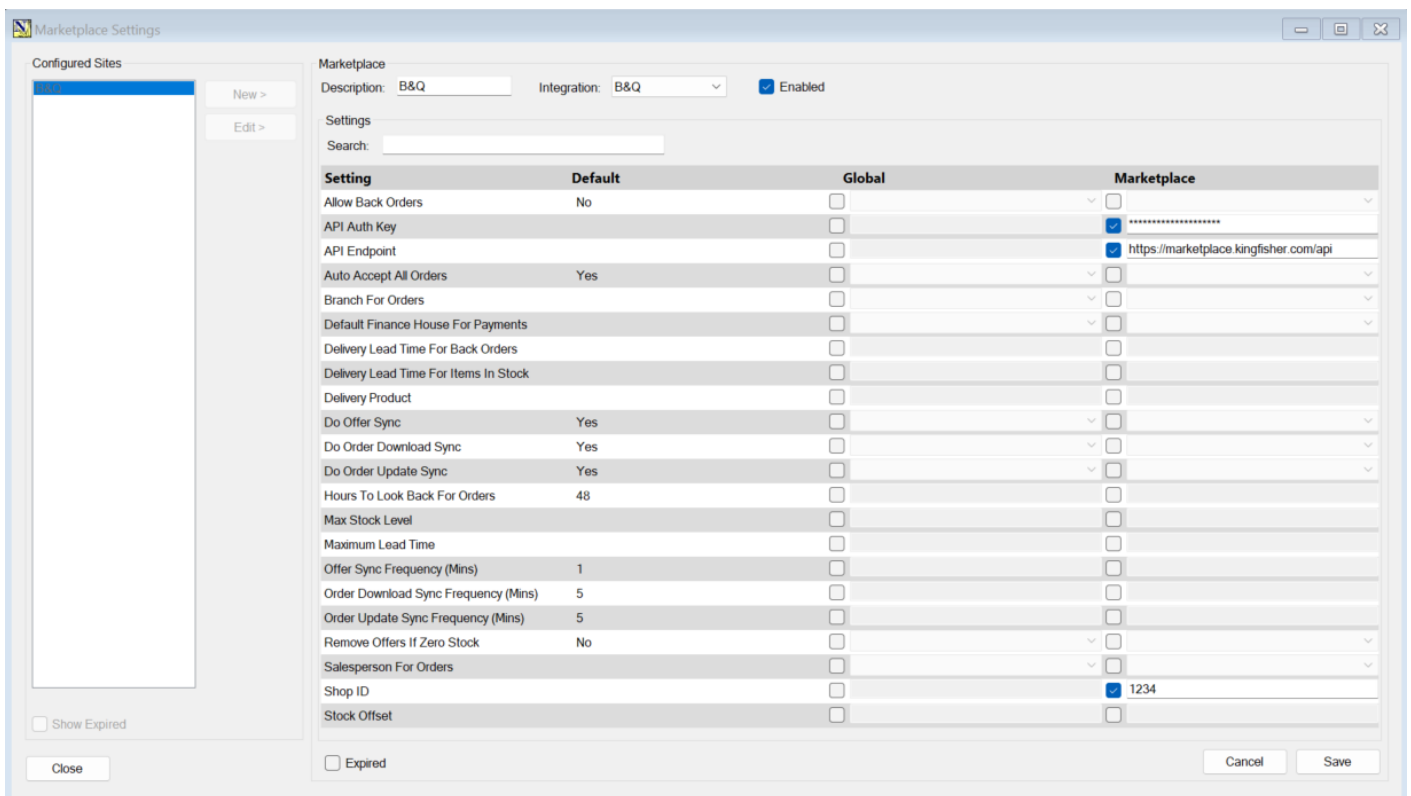 Marketplace Settings
Configured Sites
B&Q
New >
Edit >
Show Expired
Close
Marketplace
Description: B&Q Integration: B&Q Enabled
Settings
Search:
Setting Default Global Marketplace
Allow Back Orders No
API Auth Key ********************
API Endpoint https://marketplace.kingfisher.com/api
Auto Accept All Orders Yes
Branch For Orders
Default Finance House For Payments
Delivery Lead Time For Back Orders
Delivery Lead Time For Items In Stock
Delivery Product
Do Offer Sync Yes
Do Order Download Sync Yes
Do Order Update Sync Yes
Hours To Look Back For Orders 48
Max Stock Level
Maximum Lead Time
Offer Sync Frequency (Mins) 1
Order Download Sync Frequency (Mins) 5
Order Update Sync Frequency (Mins) 5
Remove Offers If Zero Stock No
Salesperson For Orders
Shop ID 1234
Stock Offset
Expired
Cancel Save